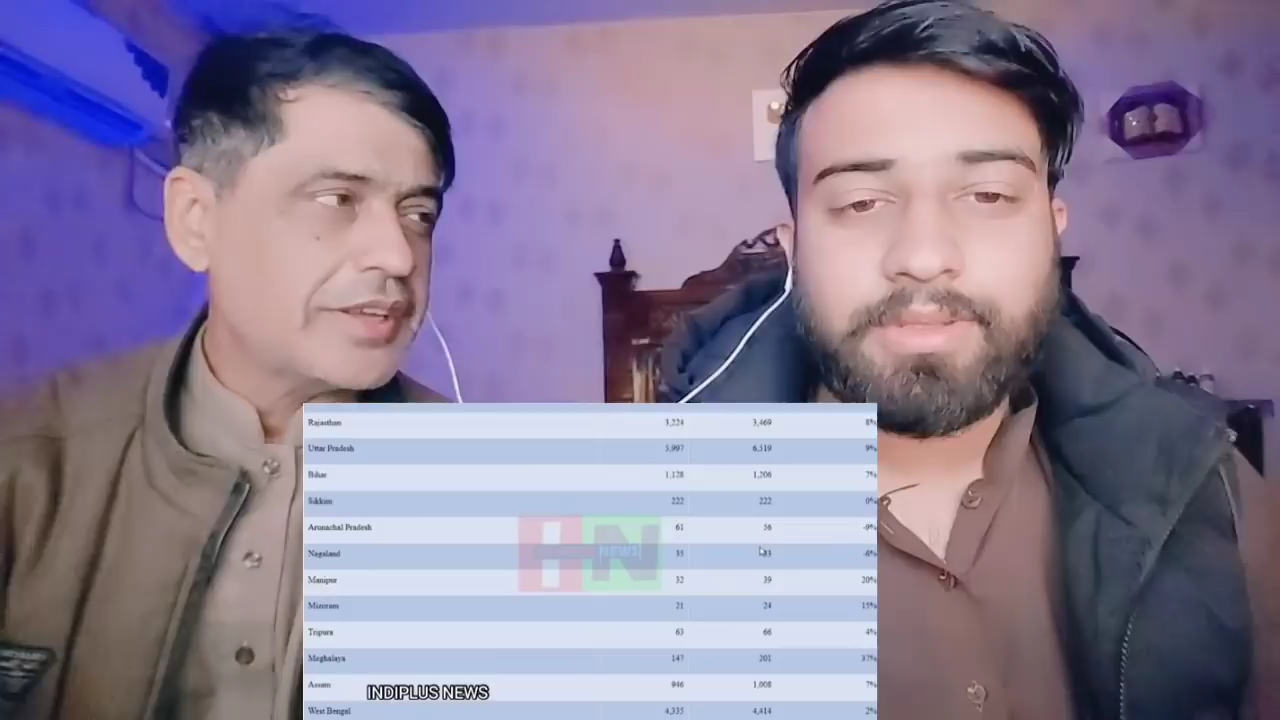 Rajasthan 3,224 3,469 8%
Uttar Pradesh 5,997 6,519 9%
Bihar 1,128 1,206 7%
Sikkim 222 222 0%
Arunachal Pradesh 61 56 -9%
Nagaland 35 33 -6%
Manipur 32 39 20%
Mizoram 21 24 15%
Tripura 63 66 4%
Meghalaya 147 201 37%
Assam 946 1,008 7%
West Bengal 4,335 4,414 2%
HN
NEWS
INDIPLUS NEWS